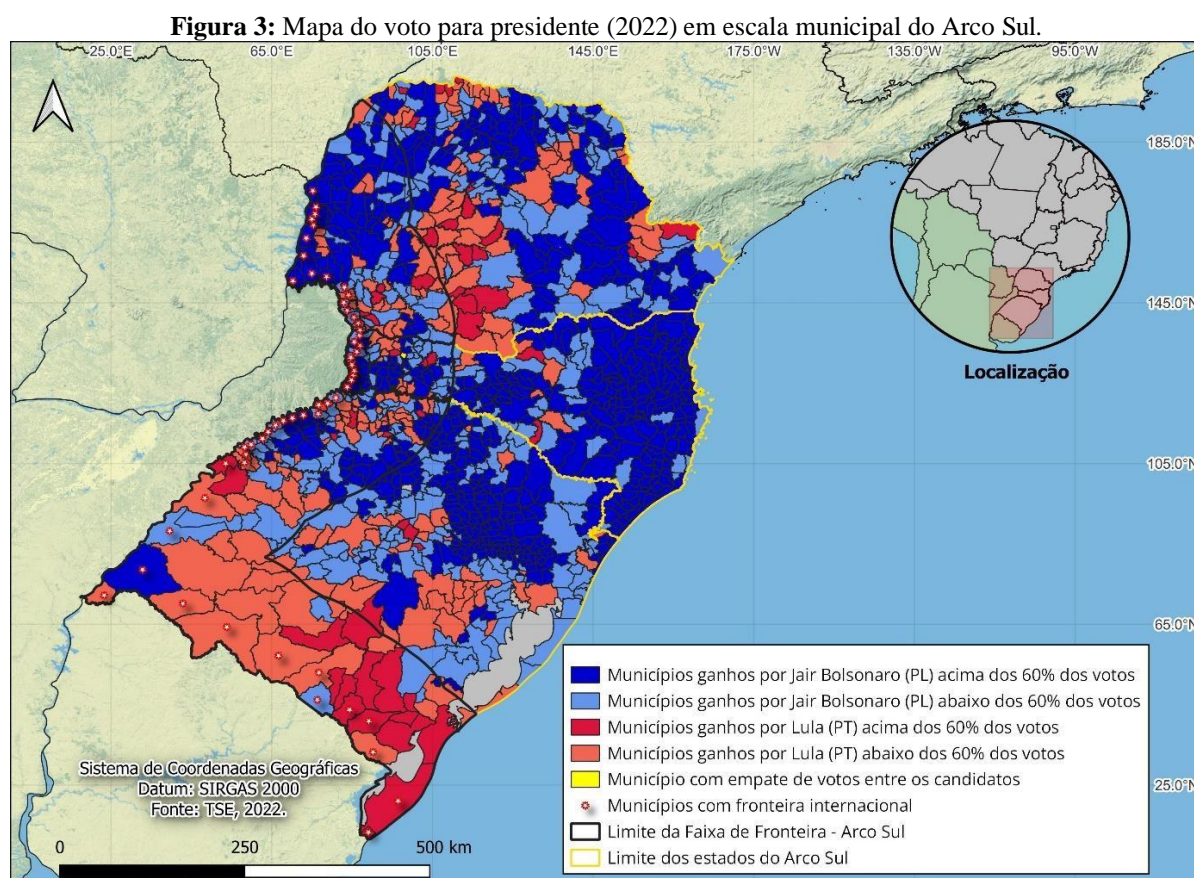 Figura 3: Mapa do voto para presidente (2022) em escala municipal do Arco Sul.
25.0°E 65.0°E 105.0°E 145.0°E 175.0°W 135.0°W 95.0°W
185.0°N
145.0°N
Localização
105.0°N
65.0°N
Municípios ganhos por Jair Bolsonaro (PL) acima dos 60% dos votos
Municípios ganhos por Jair Bolsonaro (PL) abaixo dos 60% dos votos
Municípios ganhos por Lula (PT) acima dos 60% dos votos
Municípios ganhos por Lula (PT) abaixo dos 60% dos votos
Município com empate de votos entre os candidatos
Municípios com fronteira internacional
Limite da Faixa de Fronteira - Arco Sul
Limite dos estados do Arco Sul
25.0°N
Sistema de Coordenadas Geográficas
Datum: SIRGAS 2000
Fonte: TSE, 2022.
0 250 500 km